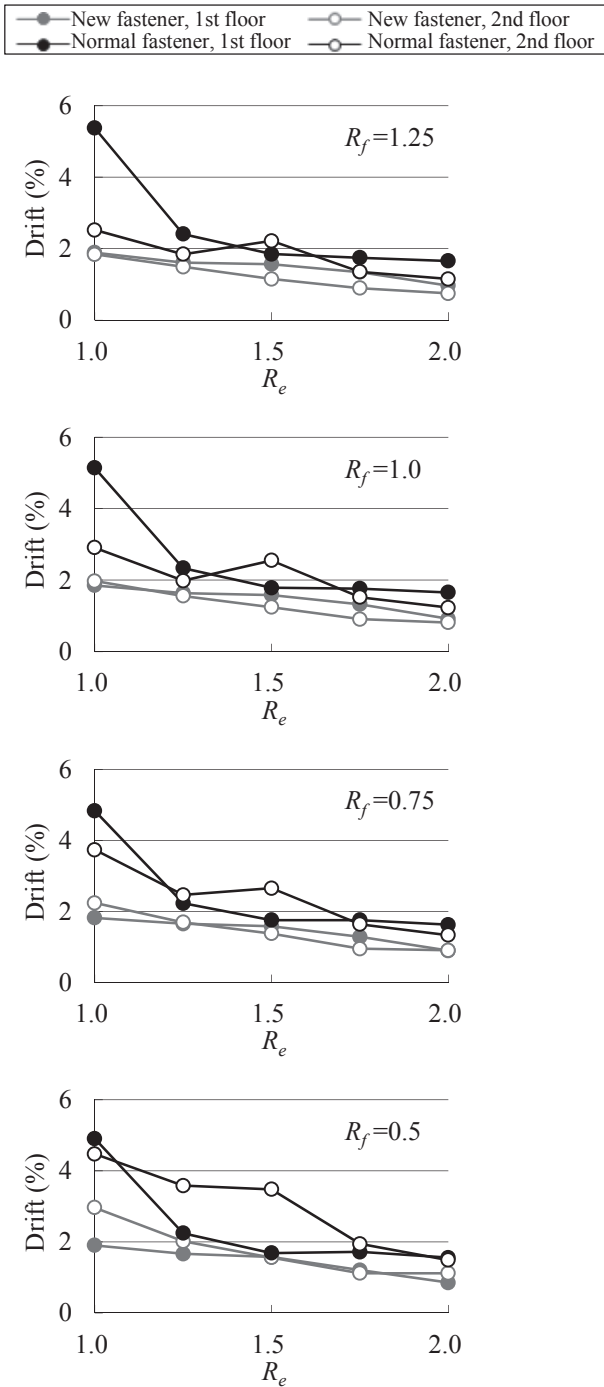 New fastener, 1st floor New fastener, 2nd floor
Normal fastener, 1st floor Normal fastener, 2nd floor
6
R_f=1.25
4
Drift (%)
2
0
1.0 1.5 2.0
R_e
6
R_f=1.0
4
Drift (%)
2
0
1.0 1.5 2.0
R_e
6
R_f=0.75
4
Drift (%)
2
0
1.0 1.5 2.0
R_e
6
R_f=0.5
4
Drift (%)
2
0
1.0 1.5 2.0
R_e